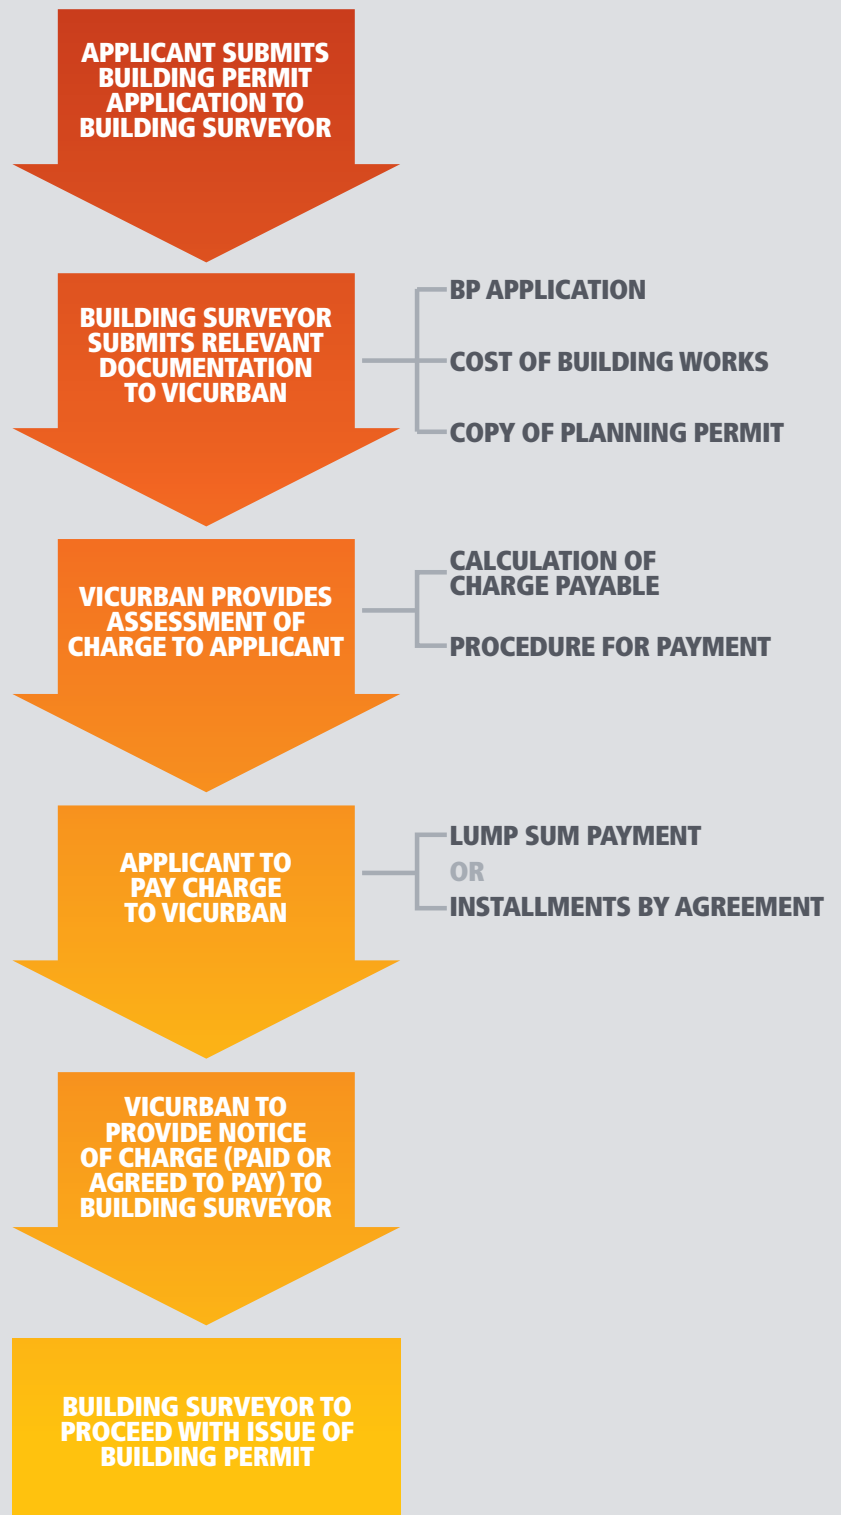 APPLICANT SUBMITS
BUILDING PERMIT
APPLICATION TO
BUILDING SURVEYOR
BUILDING SURVEYOR
SUBMITS RELEVANT
DOCUMENTATION
TO VICURBAN
BP APPLICATION
COST OF BUILDING WORKS
COPY OF PLANNING PERMIT
VICURBAN PROVIDES
ASSESSMENT OF
CHARGE TO APPLICANT
CALCULATION OF
CHARGE PAYABLE
PROCEDURE FOR PAYMENT
APPLICANT TO
PAY CHARGE
TO VICURBAN
LUMP SUM PAYMENT
OR
INSTALLMENTS BY AGREEMENT
VICURBAN TO
PROVIDE NOTICE
OF CHARGE (PAID OR
AGREED TO PAY) TO
BUILDING SURVEYOR
BUILDING SURVEYOR TO
PROCEED WITH ISSUE OF
BUILDING PERMIT